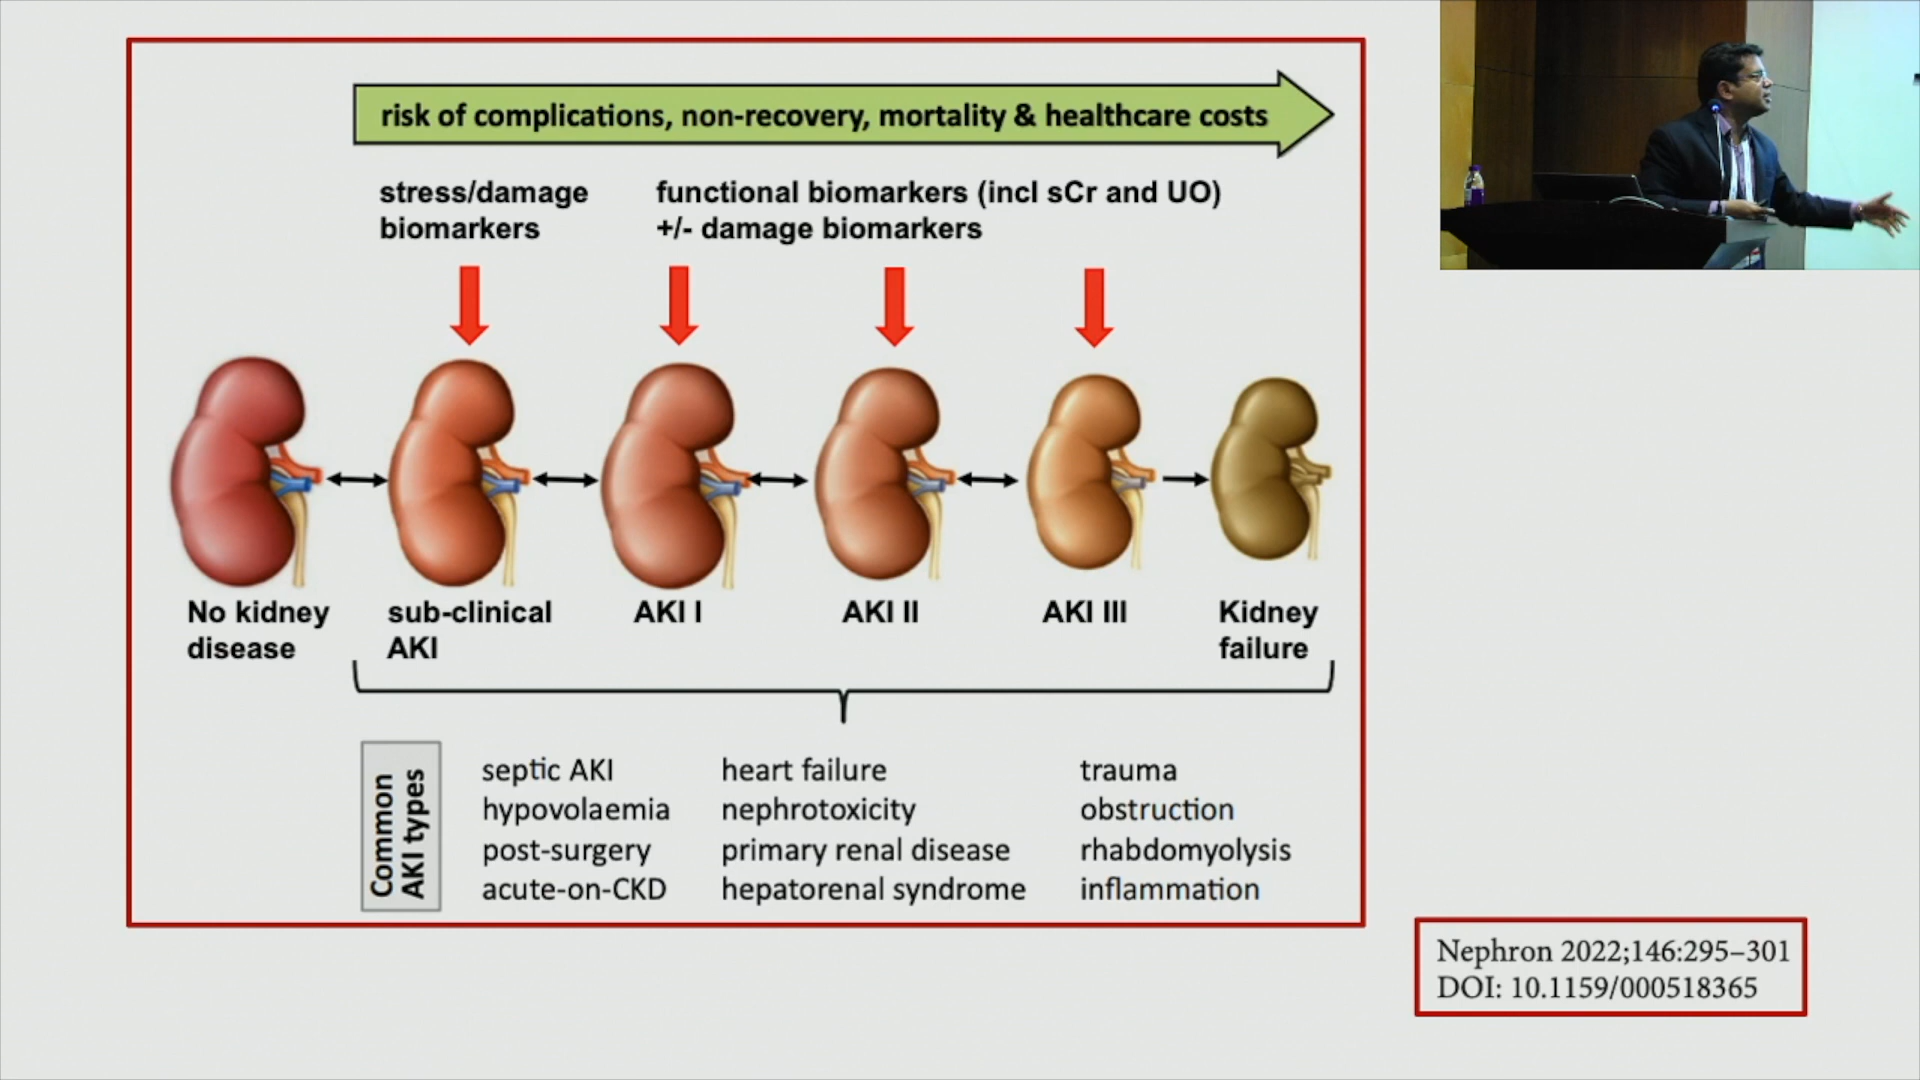 risk of complications, non-recovery, mortality & healthcare costs
stress/damage
biomarkers
functional biomarkers (incl sCr and UO)
+/- damage biomarkers
No kidney
disease
sub-clinical
AKI
AKI I
AKI II
AKI III
Kidney
failure
Common
AKI types
septic AKI
hypovolaemia
post-surgery
acute-on-CKD
heart failure
nephrotoxicity
primary renal disease
hepatorenal syndrome
trauma
obstruction
rhabdomyolysis
inflammation
Nephron 2022;146:295–301
DOI: 10.1159/000518365